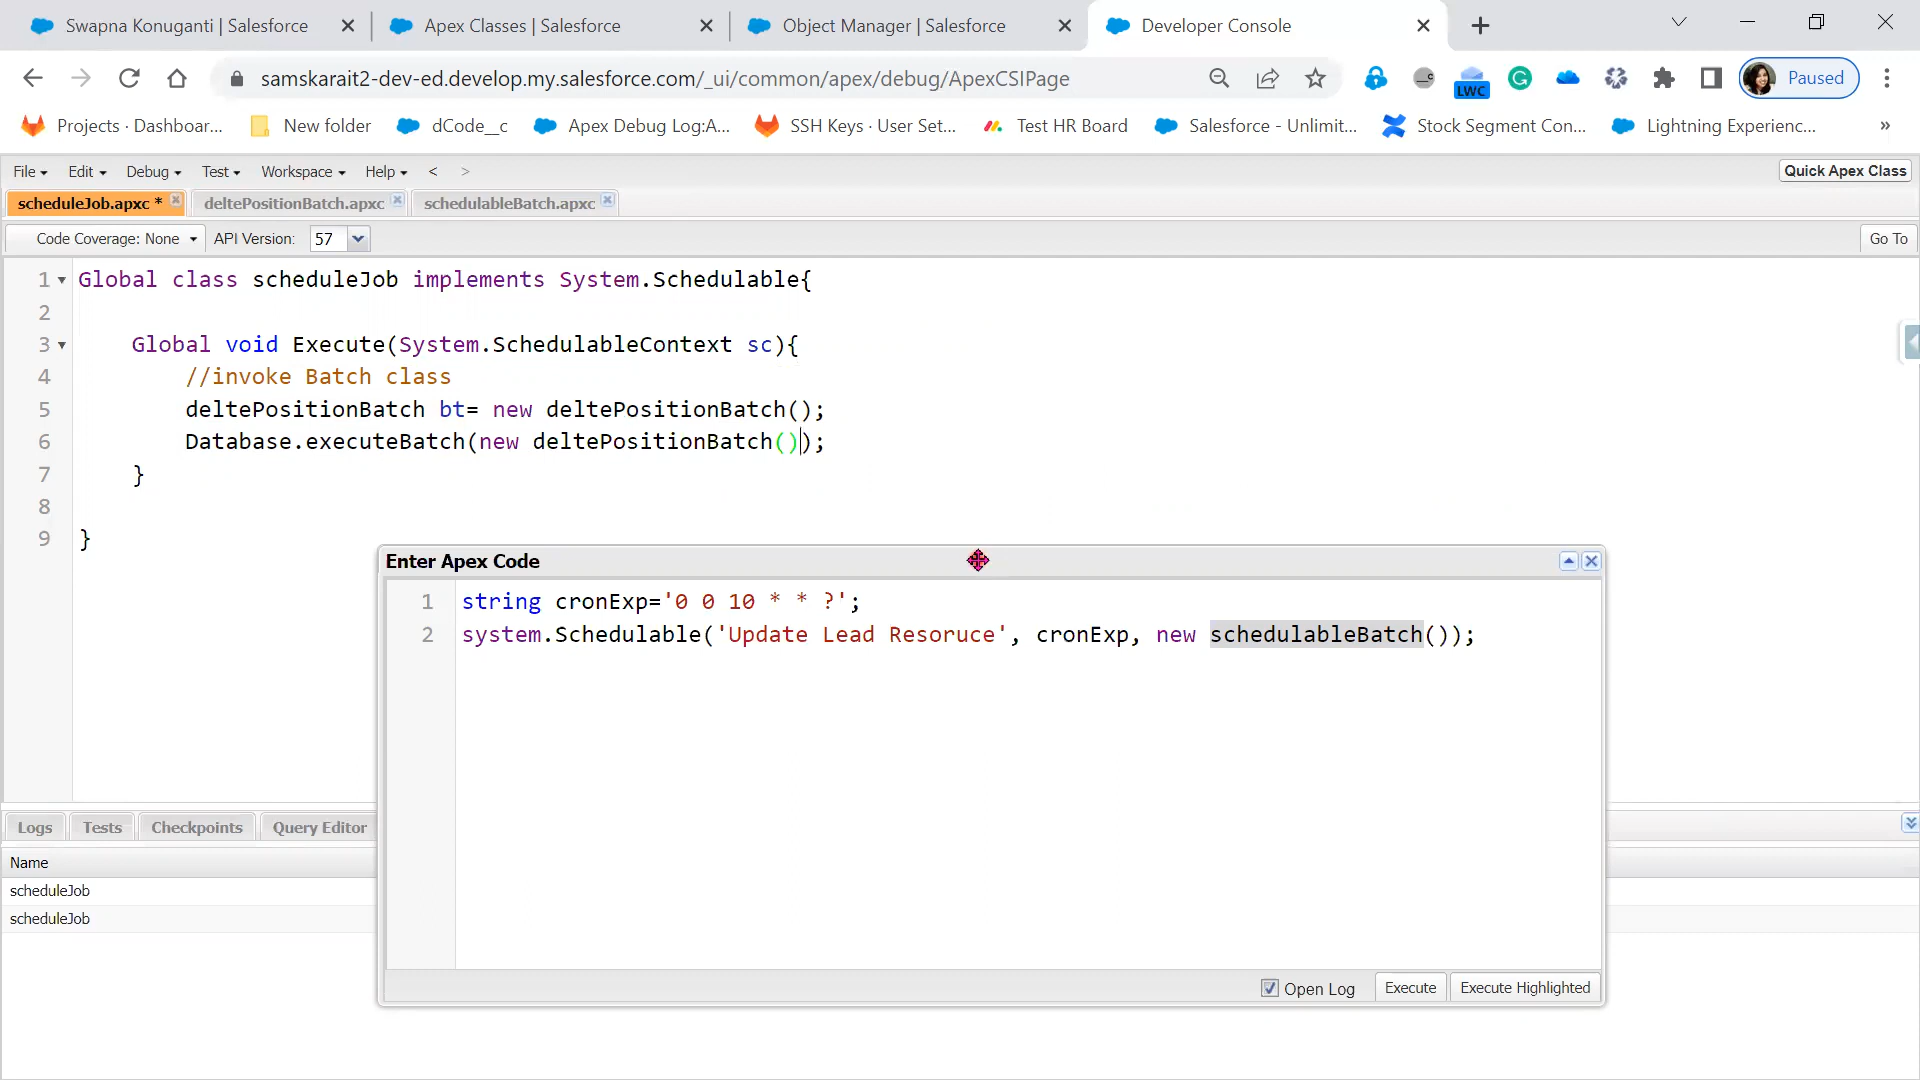 Swapna Konuganti | Salesforce
Apex Classes | Salesforce
Object Manager | Salesforce
Developer Console
samskarait2-dev-ed.develop.my.salesforce.com/_ui/common/apex/debug/ApexCSIPage
LWC
Paused
Projects · Dashboar...
New folder
dCode__c
Apex Debug Log:A...
SSH Keys · User Set...
Test HR Board
Salesforce - Unlimit...
Stock Segment Con...
Lightning Experienc...
»
File
Edit
Debug
Test
Workspace
Help
<
>
Quick Apex Class
scheduleJob.apxc *
deltePositionBatch.apxc
schedulableBatch.apxc
Code Coverage: None
API Version:
57
Go To
1 Global class scheduleJob implements System.Schedulable{
2
3 Global void Execute(System.SchedulableContext sc){
4 //invoke Batch class
5 deltePositionBatch bt= new deltePositionBatch();
6 Database.executeBatch(new deltePositionBatch());
7 }
8
9 }
Enter Apex Code
1 string cronExp='0 0 10 * * ?';
2 system.Schedulable('Update Lead Resoruce', cronExp, new schedulableBatch());
Open Log
Execute
Execute Highlighted
Logs
Tests
Checkpoints
Query Editor
Name
scheduleJob
scheduleJob